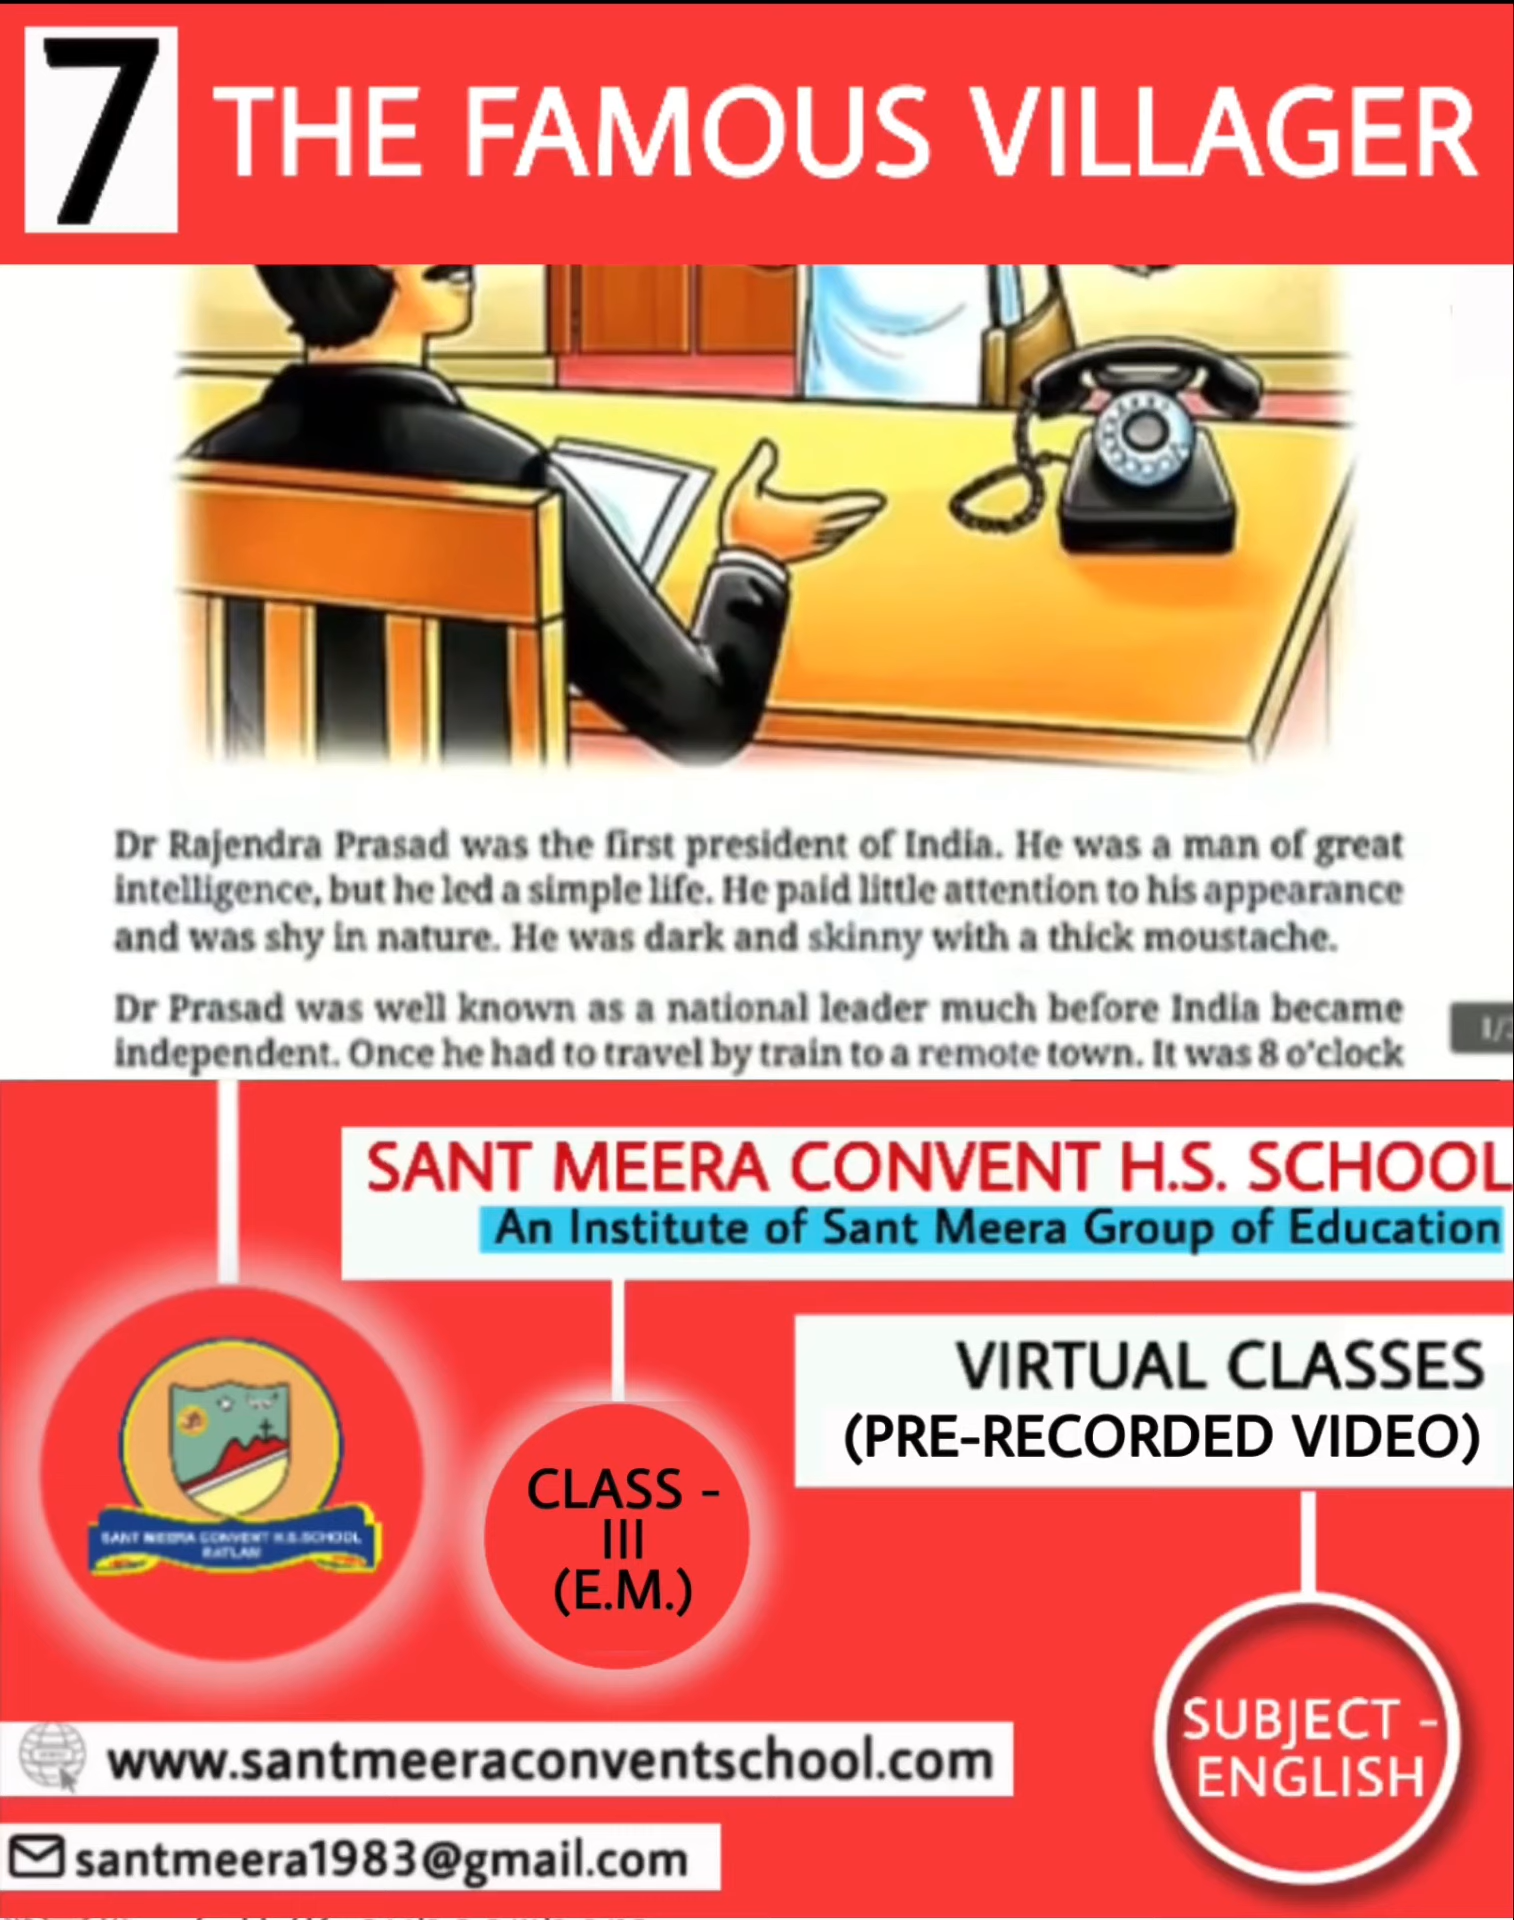 7 THE FAMOUS VILLAGER
Dr Rajendra Prasad was the first president of India. He was a man of great
intelligence, but he led a simple life. He paid little attention to his appearance
and was shy in nature. He was dark and skinny with a thick moustache.
Dr Prasad was well known as a national leader much before India became
independent. Once he had to travel by train to a remote town. It was 8 o'clock
SANT MEERA CONVENT H.S. SCHOOL
An Institute of Sant Meera Group of Education
VIRTUAL CLASSES
(PRE-RECORDED VIDEO)
SANT MEERA CONVENT H.S.SCHOOL
RATLAM
CLASS -
III
(E.M.)
SUBJECT -
ENGLISH
www.santmeeraconventschool.com
santmeera1983@gmail.com